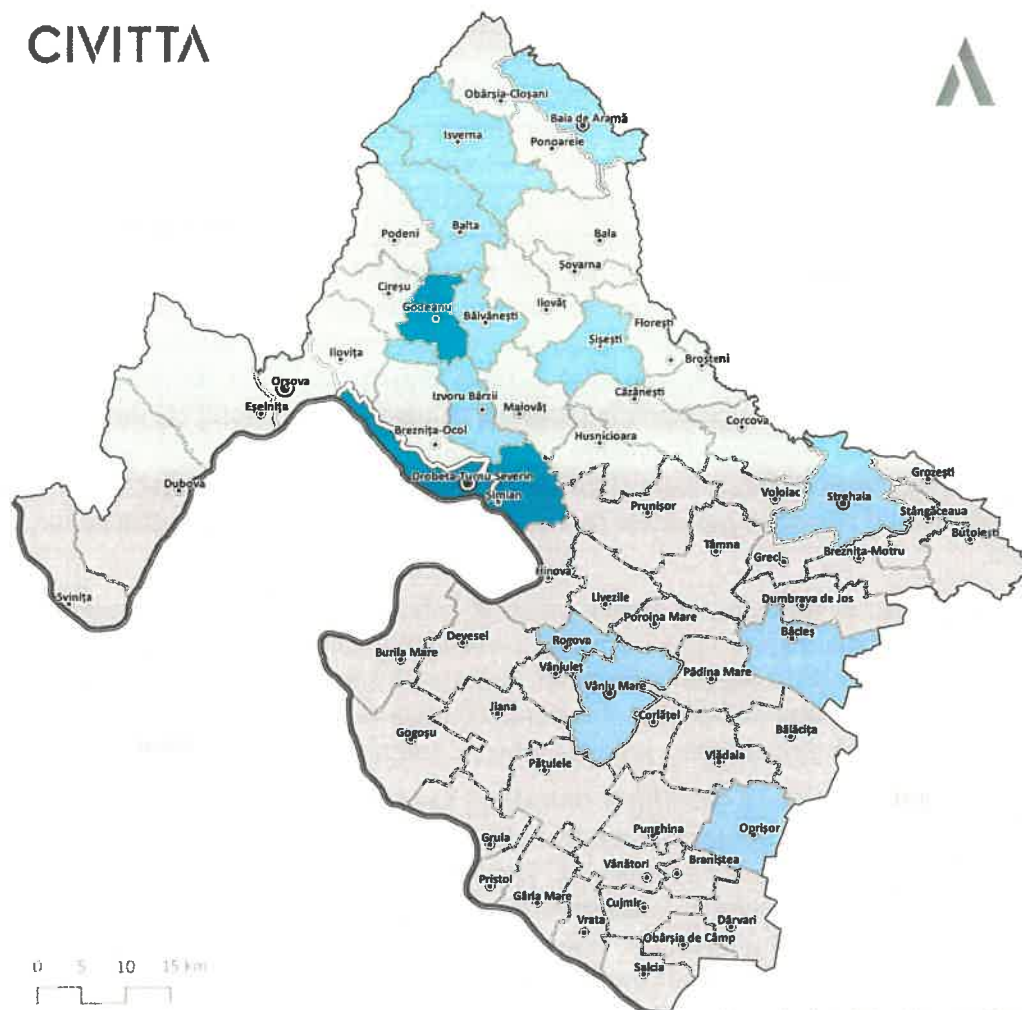 CIVITTA
Obârșia-Cloșani
Baia de Aramă
Isverna
Ponoarele
Balta
Podeni
Bala
Șovarna
Cireșu
Godeanu
Bâlvănești
Ilovăț
Florești
Șișești
Broșteni
Ilovița
Orșova
Eșelnița
Izvoru Bârzii
Malovăț
Căzănești
Corcova
Breznița-Ocol
Husnicioara
Grozești
Dubova
Drobeta-Turnu Severin
Șimian
Prunișor
Voloiac
Strehaia
Stângăceaua
Butoiești
Tâmna
Greci
Breznița-Motru
Hinova
Svinița
Livezile
Dumbrava de Jos
Poroina Mare
Bâcleș
Devesel
Rogova
Burila Mare
Vânjuleț
Pădina Mare
Vânju Mare
Jiana
Corlățel
Gogoșu
Bălăcița
Vlădaia
Pătulele
Punghina
Oprișor
Gruia
Vânători
Braniștea
Pristol
Gârla Mare
Cujmir
Vrata
Dârvari
Obârșia de Câmp
Salcia
0 5 10 15 km